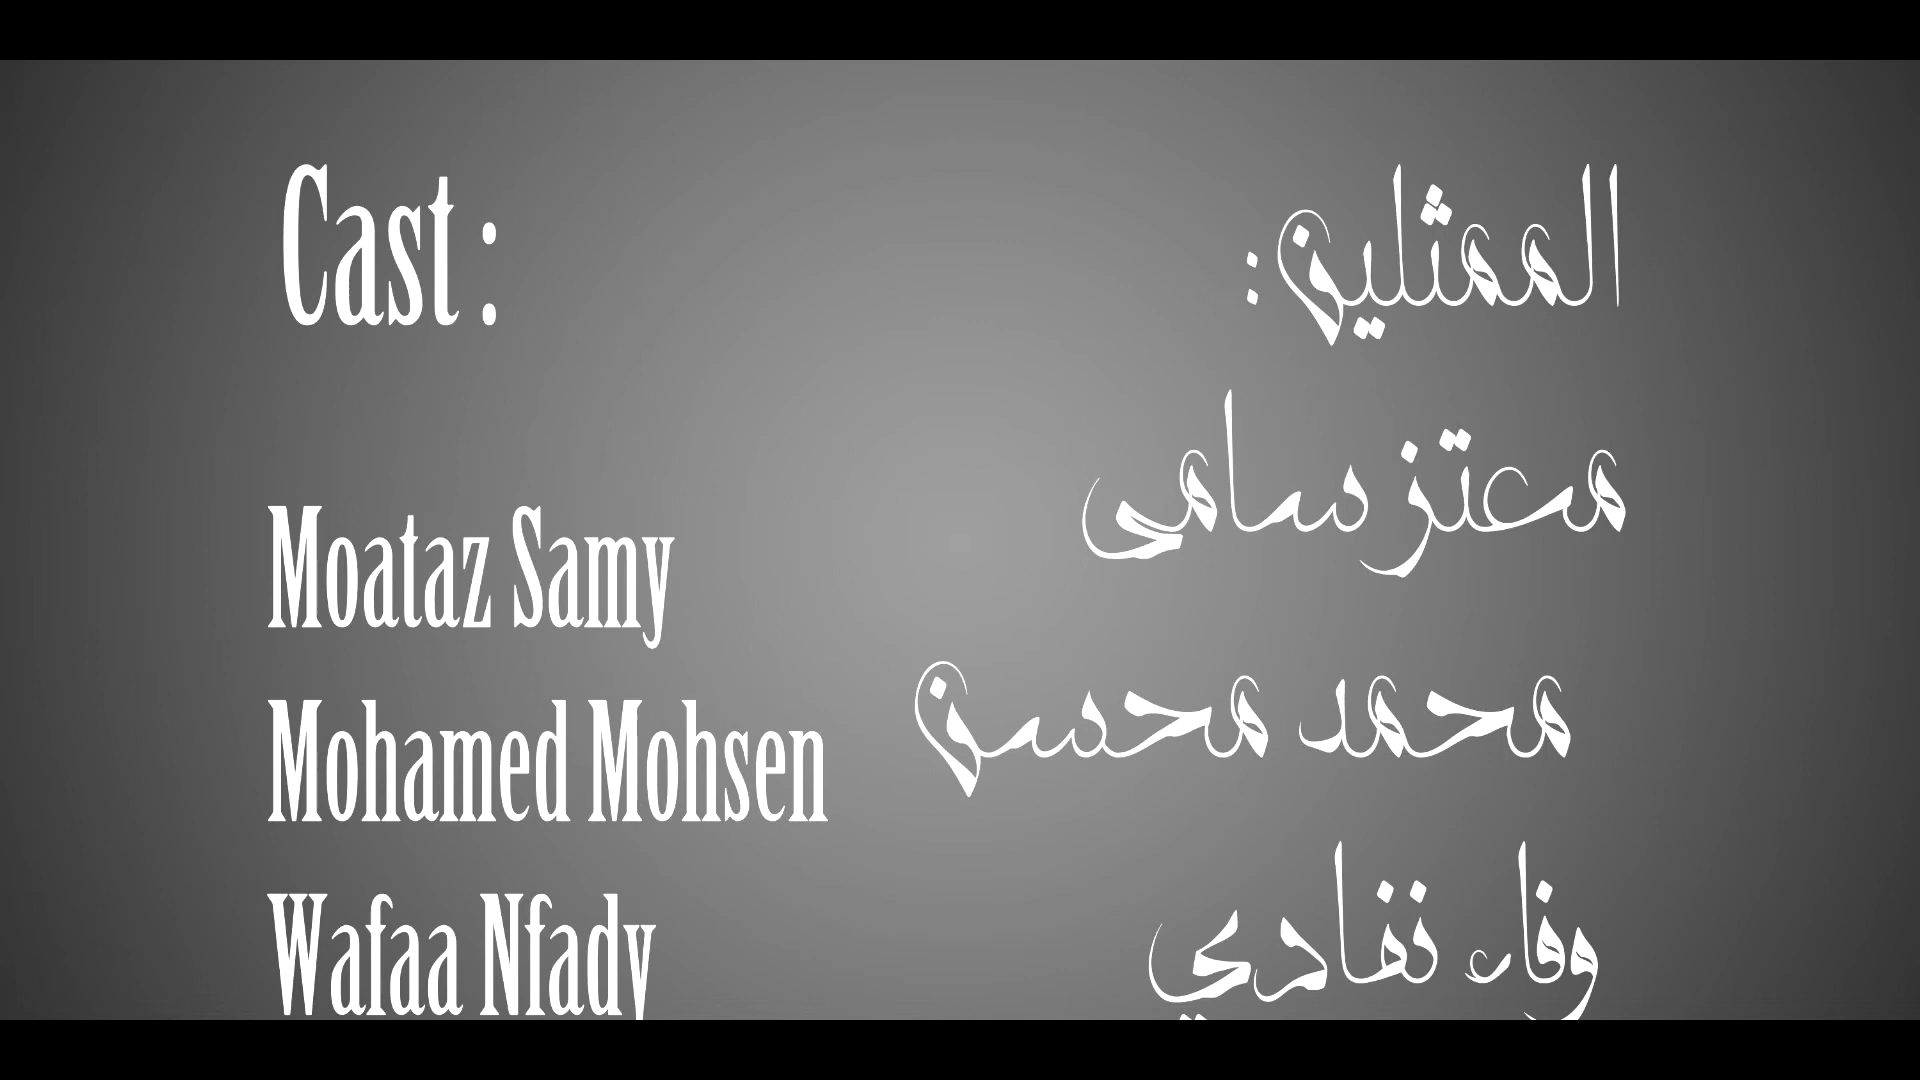 Cast :
الممثلين :
معتز سامى
Moataz Samy
محمد محسن
Mohamed Mohsen
وفاء نفادي
Wafaa Nfady